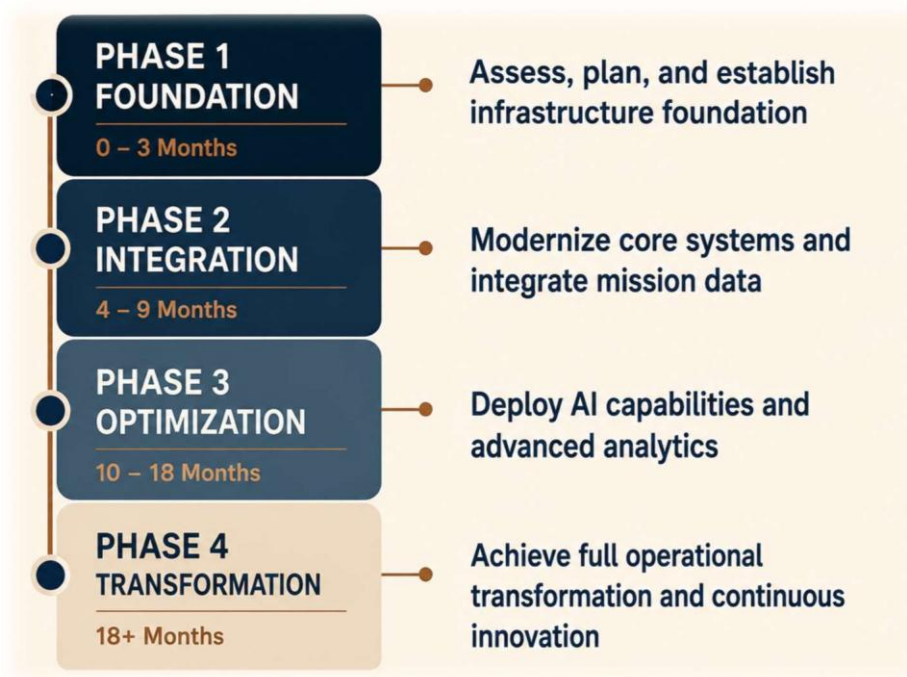 PHASE 1
FOUNDATION
0 – 3 Months
Assess, plan, and establish
infrastructure foundation
PHASE 2
INTEGRATION
4 – 9 Months
Modernize core systems and
integrate mission data
PHASE 3
OPTIMIZATION
10 – 18 Months
Deploy AI capabilities and
advanced analytics
PHASE 4
TRANSFORMATION
18+ Months
Achieve full operational
transformation and continuous
innovation